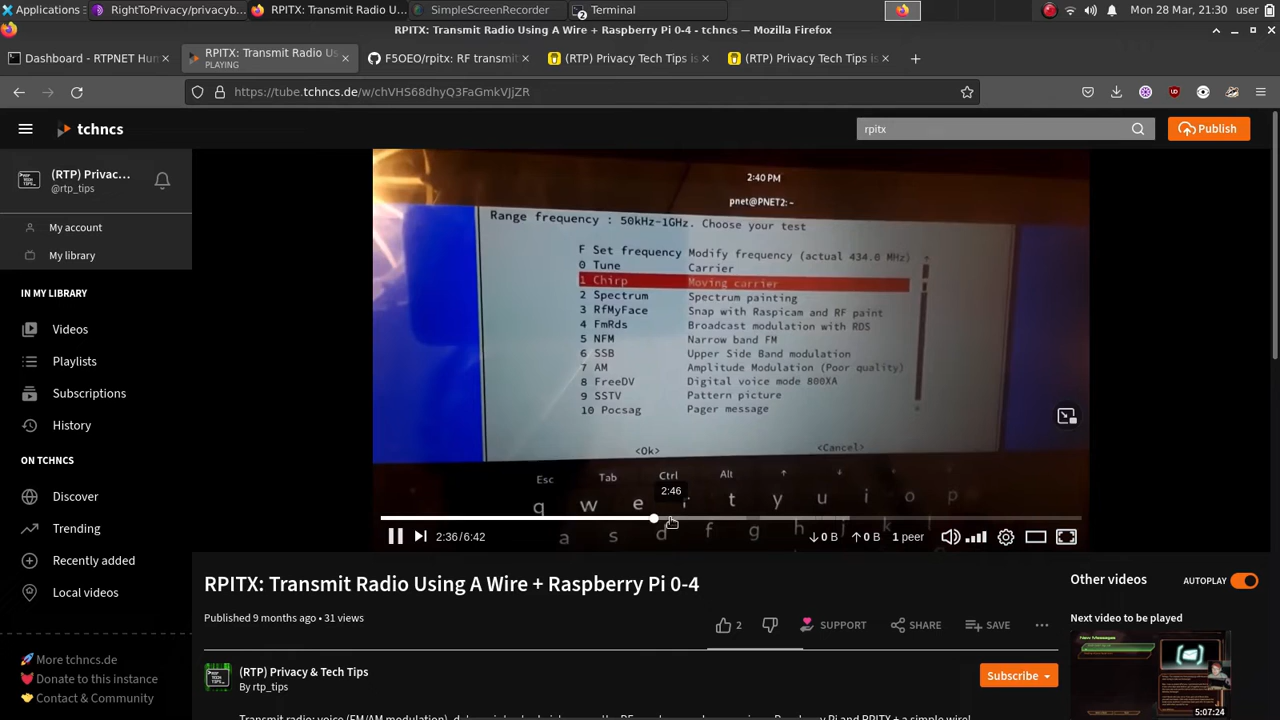 Applications
RightToPrivacy/privacyb...
RPITX: Transmit Radio U...
SimpleScreenRecorder
2
Terminal
Mon 28 Mar, 21:30
user
RPITX: Transmit Radio Using A Wire + Raspberry Pi 0-4 - tchncs — Mozilla Firefox
Dashboard - RTPNET Hun
RPITX: Transmit Radio Us
PLAYING
F5OEO/rpitx: RF transmit
(RTP) Privacy Tech Tips is
(RTP) Privacy Tech Tips is
https://tube.tchncs.de/w/chVHS68dhyQ3FaGmkVJjZR
tchncs
rpitx
Publish
(RTP) Privac...
@rtp_tips
My account
My library
IN MY LIBRARY
Videos
Playlists
Subscriptions
History
ON TCHNCS
Discover
Trending
Recently added
Local videos
More tchncs.de
Donate to this instance
Contact & Community
2:40 PM
pnet@PNET2: ~
Range frequency : 50kHz-1GHz. Choose your test
F Set frequency Modify frequency (actual 434.0 MHz)
0 Tune Carrier
1 Chirp Moving carrier
2 Spectrum Spectrum painting
3 RfMyFace Snap with Raspicam and RF paint
4 FmRds Broadcast modulation with RDS
5 NFM Narrow band FM
6 SSB Upper Side Band modulation
7 AM Amplitude Modulation (Poor quality)
8 FreeDV Digital voice mode 800XA
9 SSTV Pattern picture
10 Pocsag Pager message
<Ok> <Cancel>
Esc Tab Ctrl Alt ↑ ↓ ↵ ⌫
2:46
q w e r t y u i o p
a s d f g h j k l
2:36/6:42
↓ 0 B ↑ 0 B 1 peer
RPITX: Transmit Radio Using A Wire + Raspberry Pi 0-4
Published 9 months ago • 31 views
2
SUPPORT
SHARE
SAVE
(RTP) Privacy & Tech Tips
By rtp_tips
Subscribe
Other videos
AUTOPLAY
Next video to be played
5:07:24